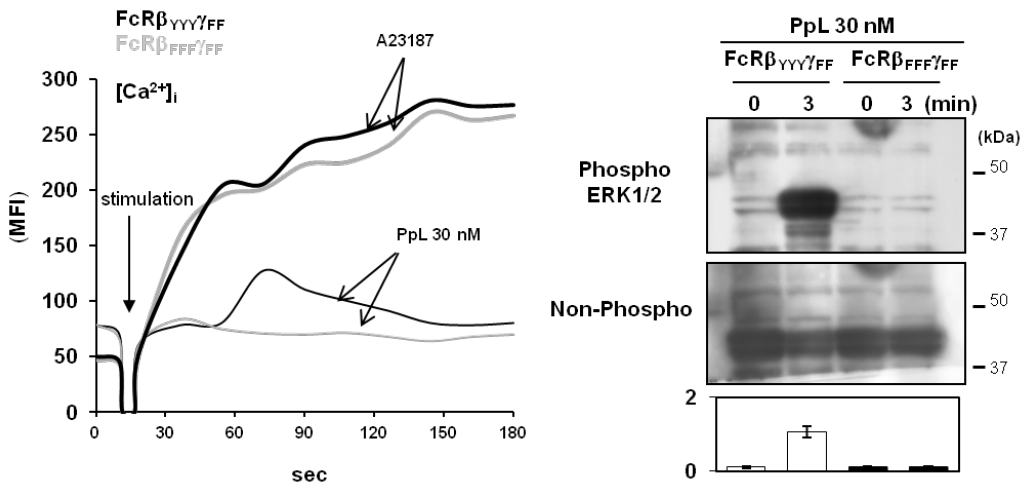 FcRβYYYγFF
FcRβFFFγFF
A23187
[Ca²⁺]i
300
250
200
150
100
50
0
(MFI)
stimulation
PpL 30 nM
0 30 60 90 120 150 180
sec
PpL 30 nM
FcRβYYYγFF FcRβFFFγFF
0 3 0 3 (min)
(kDa)
Phospho
ERK1/2
50
37
Non-Phospho
50
37
2
0